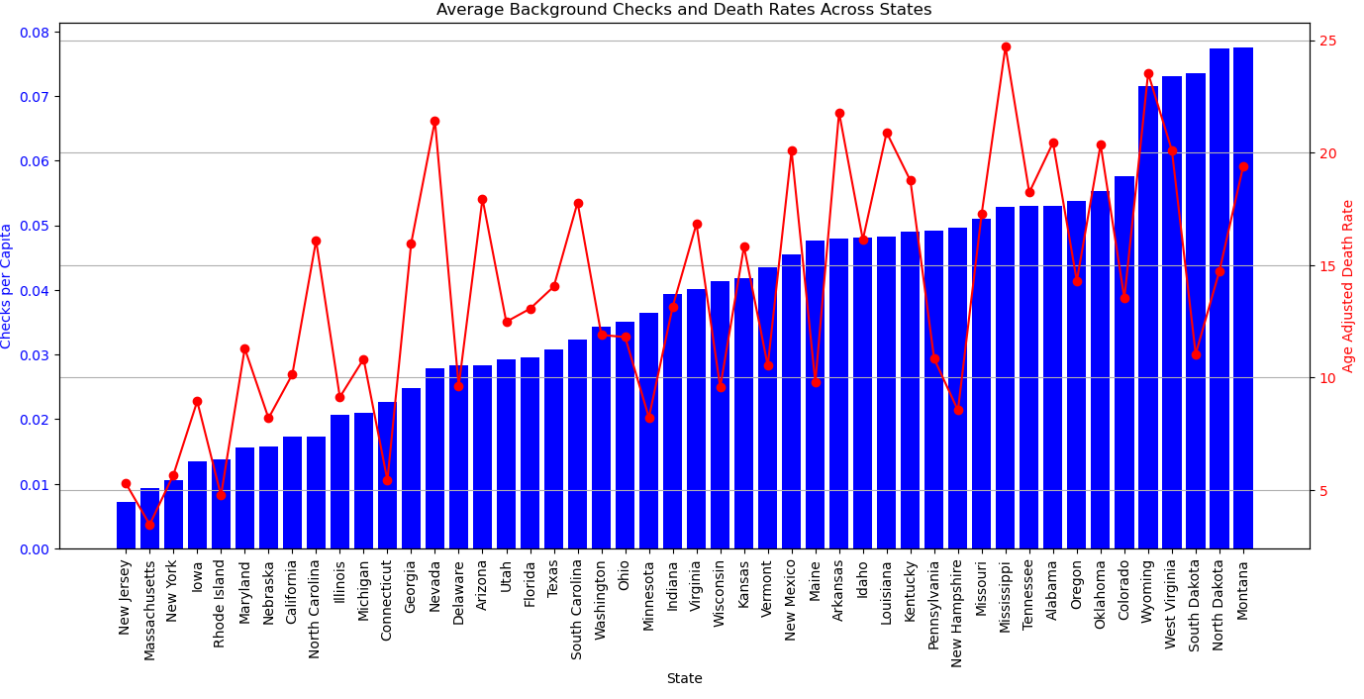 Average Background Checks and Death Rates Across States
0.08
0.07
0.06
0.05
0.04
0.03
0.02
0.01
0.00
Checks per Capita
25
20
15
10
5
Age Adjusted Death Rate
New Jersey
Massachusetts
New York
Iowa
Rhode Island
Maryland
Nebraska
California
North Carolina
Illinois
Michigan
Connecticut
Georgia
Nevada
Delaware
Arizona
Utah
Florida
Texas
South Carolina
Washington
Ohio
Minnesota
Indiana
Virginia
Wisconsin
Kansas
Vermont
New Mexico
Maine
Arkansas
Idaho
Louisiana
Kentucky
Pennsylvania
New Hampshire
Missouri
Mississippi
Tennessee
Alabama
Oregon
Oklahoma
Colorado
Wyoming
West Virginia
South Dakota
North Dakota
Montana
State